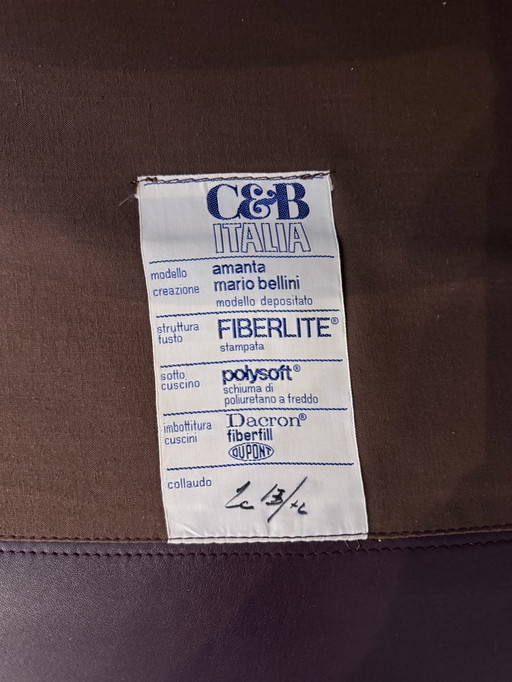 C&B
ITALIA
modello amanta
creazione mario bellini
modello depositato
struttura fusto FIBERLITE®
stampata
sotto cuscino polysoft®
schiuma di
poliuretano a freddo
imbottitura cuscini Dacron®
fiberfill
DUPONT
collaudo